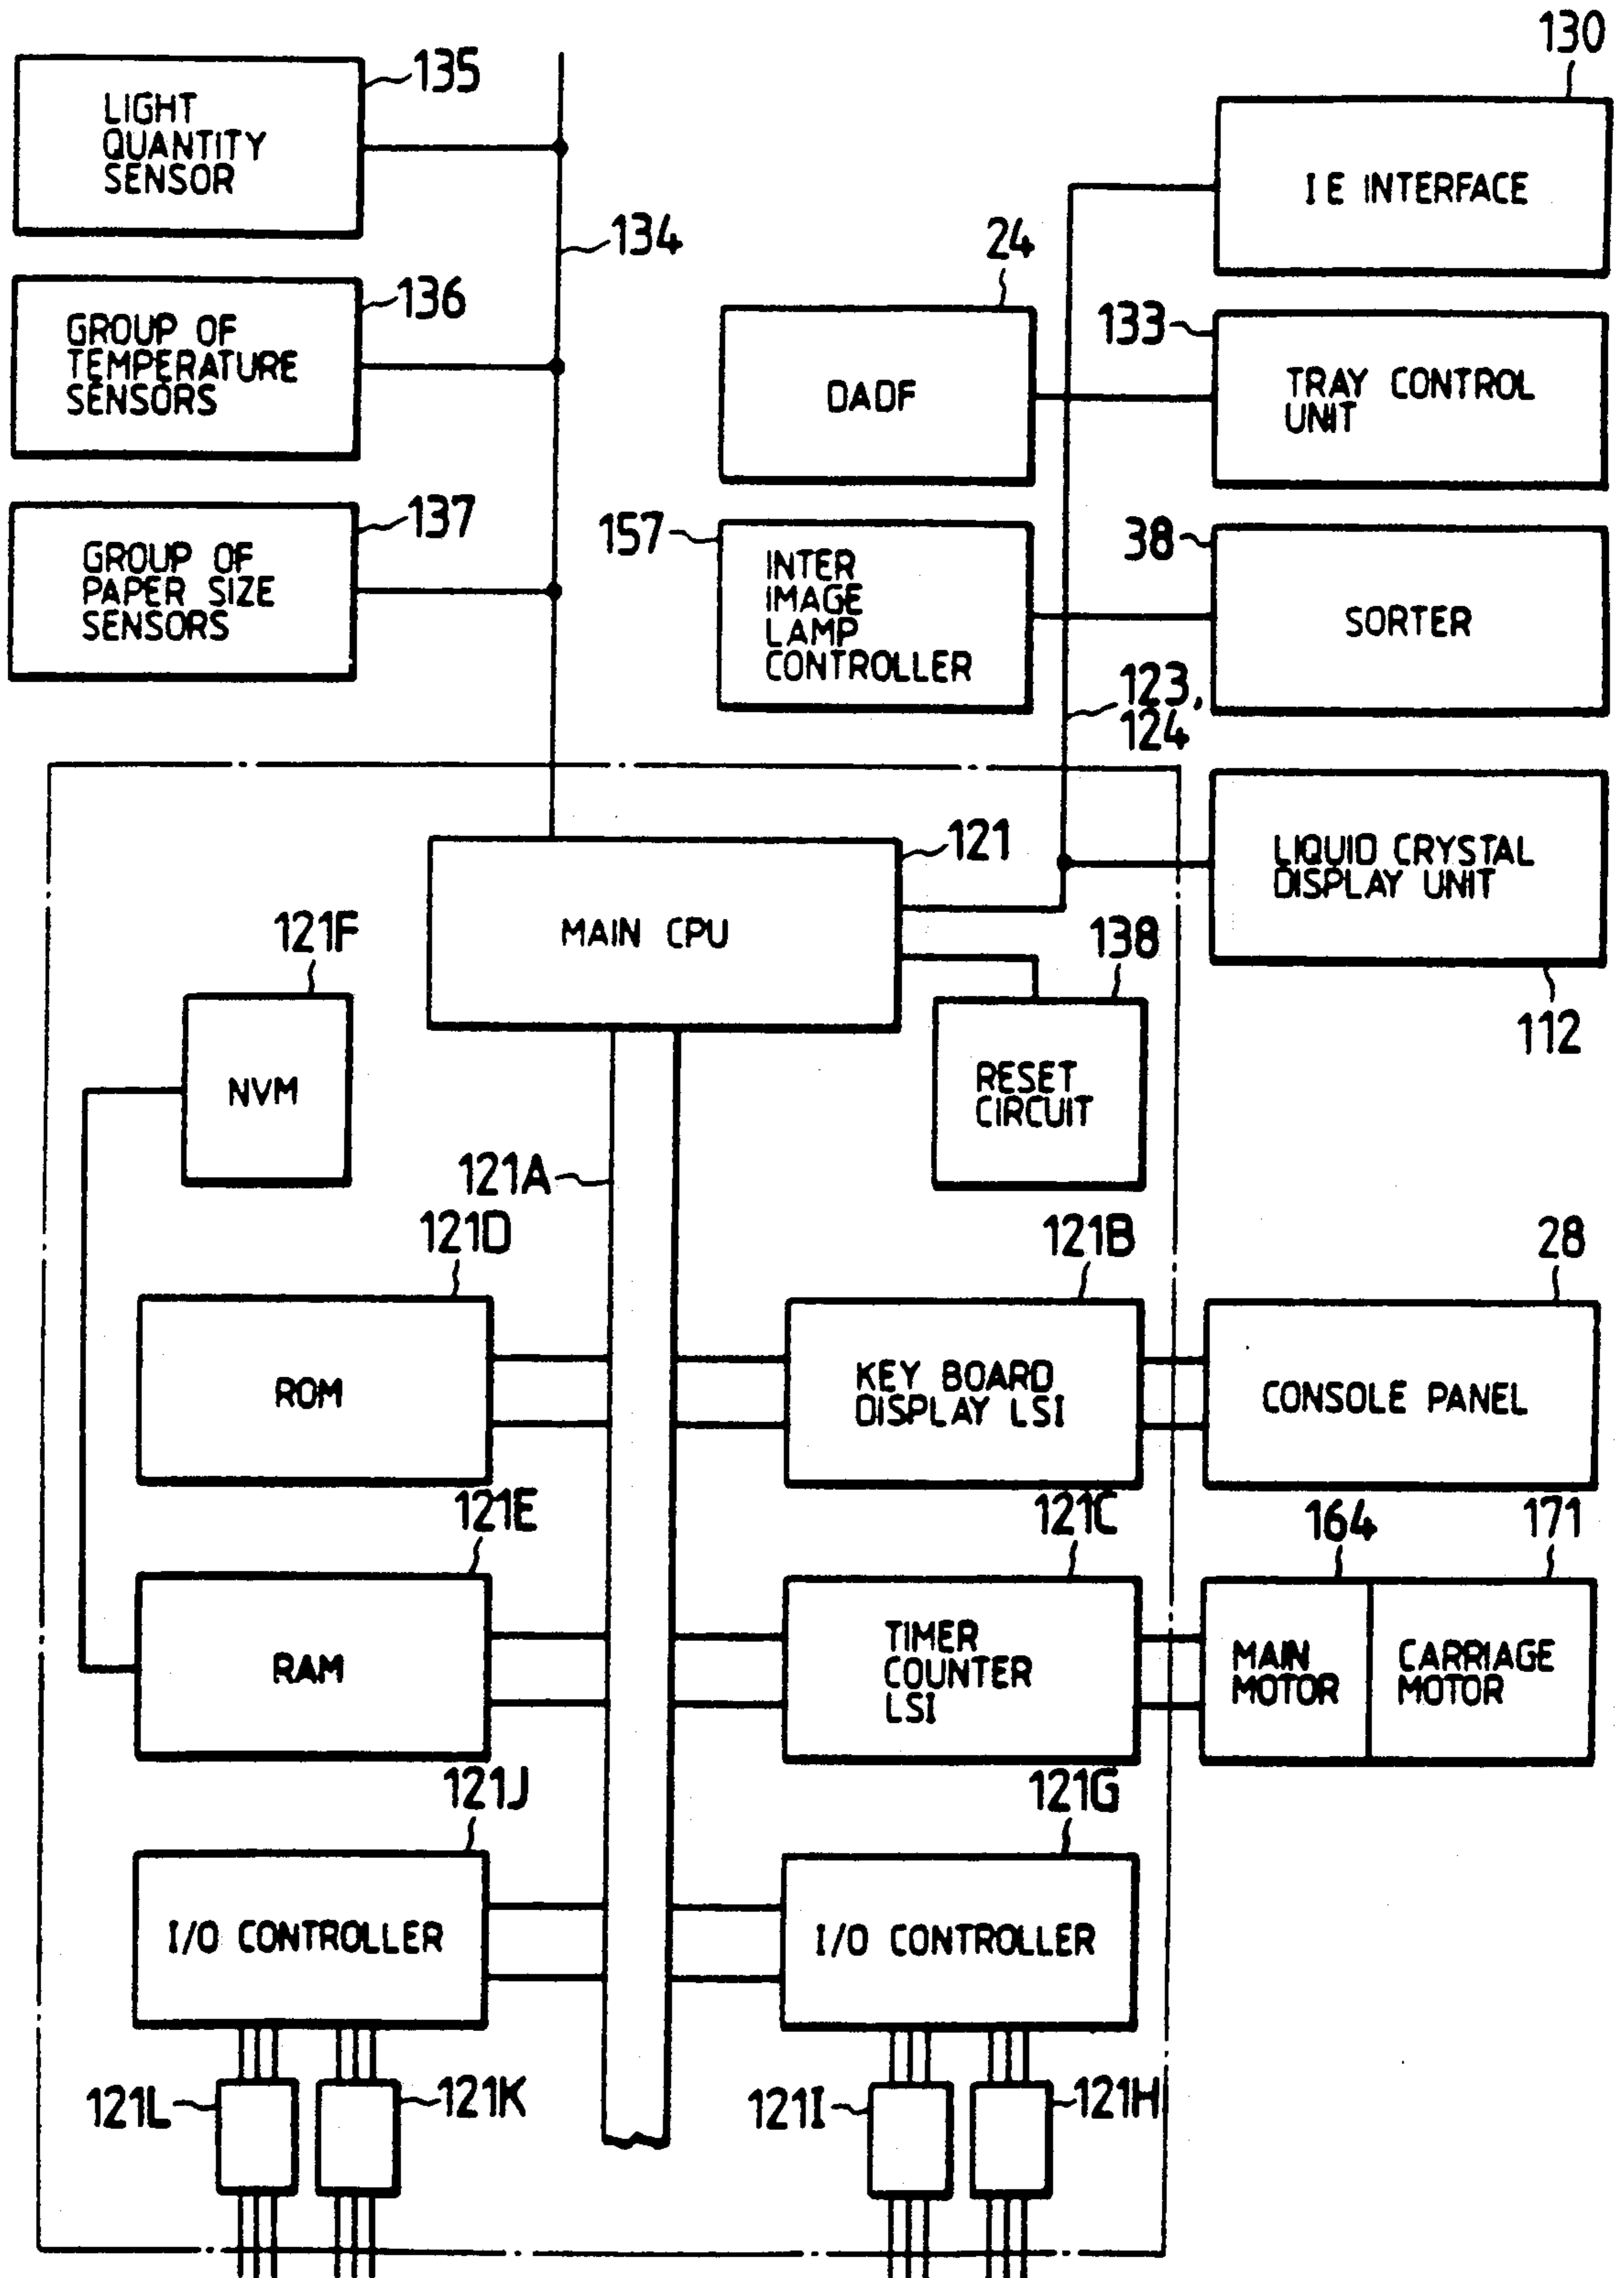 130
135
LIGHT
QUANTITY
SENSOR
I E INTERFACE
134
24
136
GROUP OF
TEMPERATURE
SENSORS
133
DADF
TRAY CONTROL
UNIT
137
GROUP OF
PAPER SIZE
SENSORS
157
INTER
IMAGE
LAMP
CONTROLLER
38
SORTER
123,
124
121
MAIN CPU
LIQUID CRYSTAL
DISPLAY UNIT
112
121F
NVM
138
RESET
CIRCUIT
121A
121D
ROM
121B
KEY BOARD
DISPLAY LSI
28
CONSOLE PANEL
121E
RAM
121C
TIMER
COUNTER
LSI
164
171
MAIN
MOTOR
CARRIAGE
MOTOR
121J
I/O CONTROLLER
121G
I/O CONTROLLER
121L
121K
121I
121H